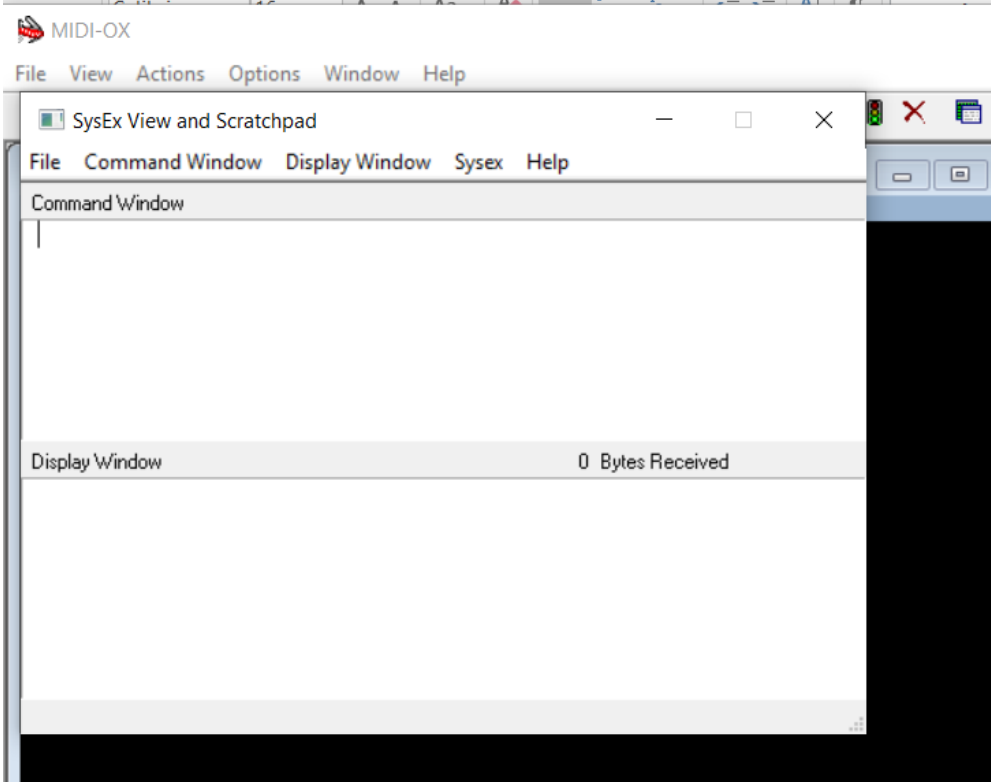 MIDI-OX
File View Actions Options Window Help
SysEx View and Scratchpad
File Command Window Display Window Sysex Help
Command Window
Display Window 0 Bytes Received